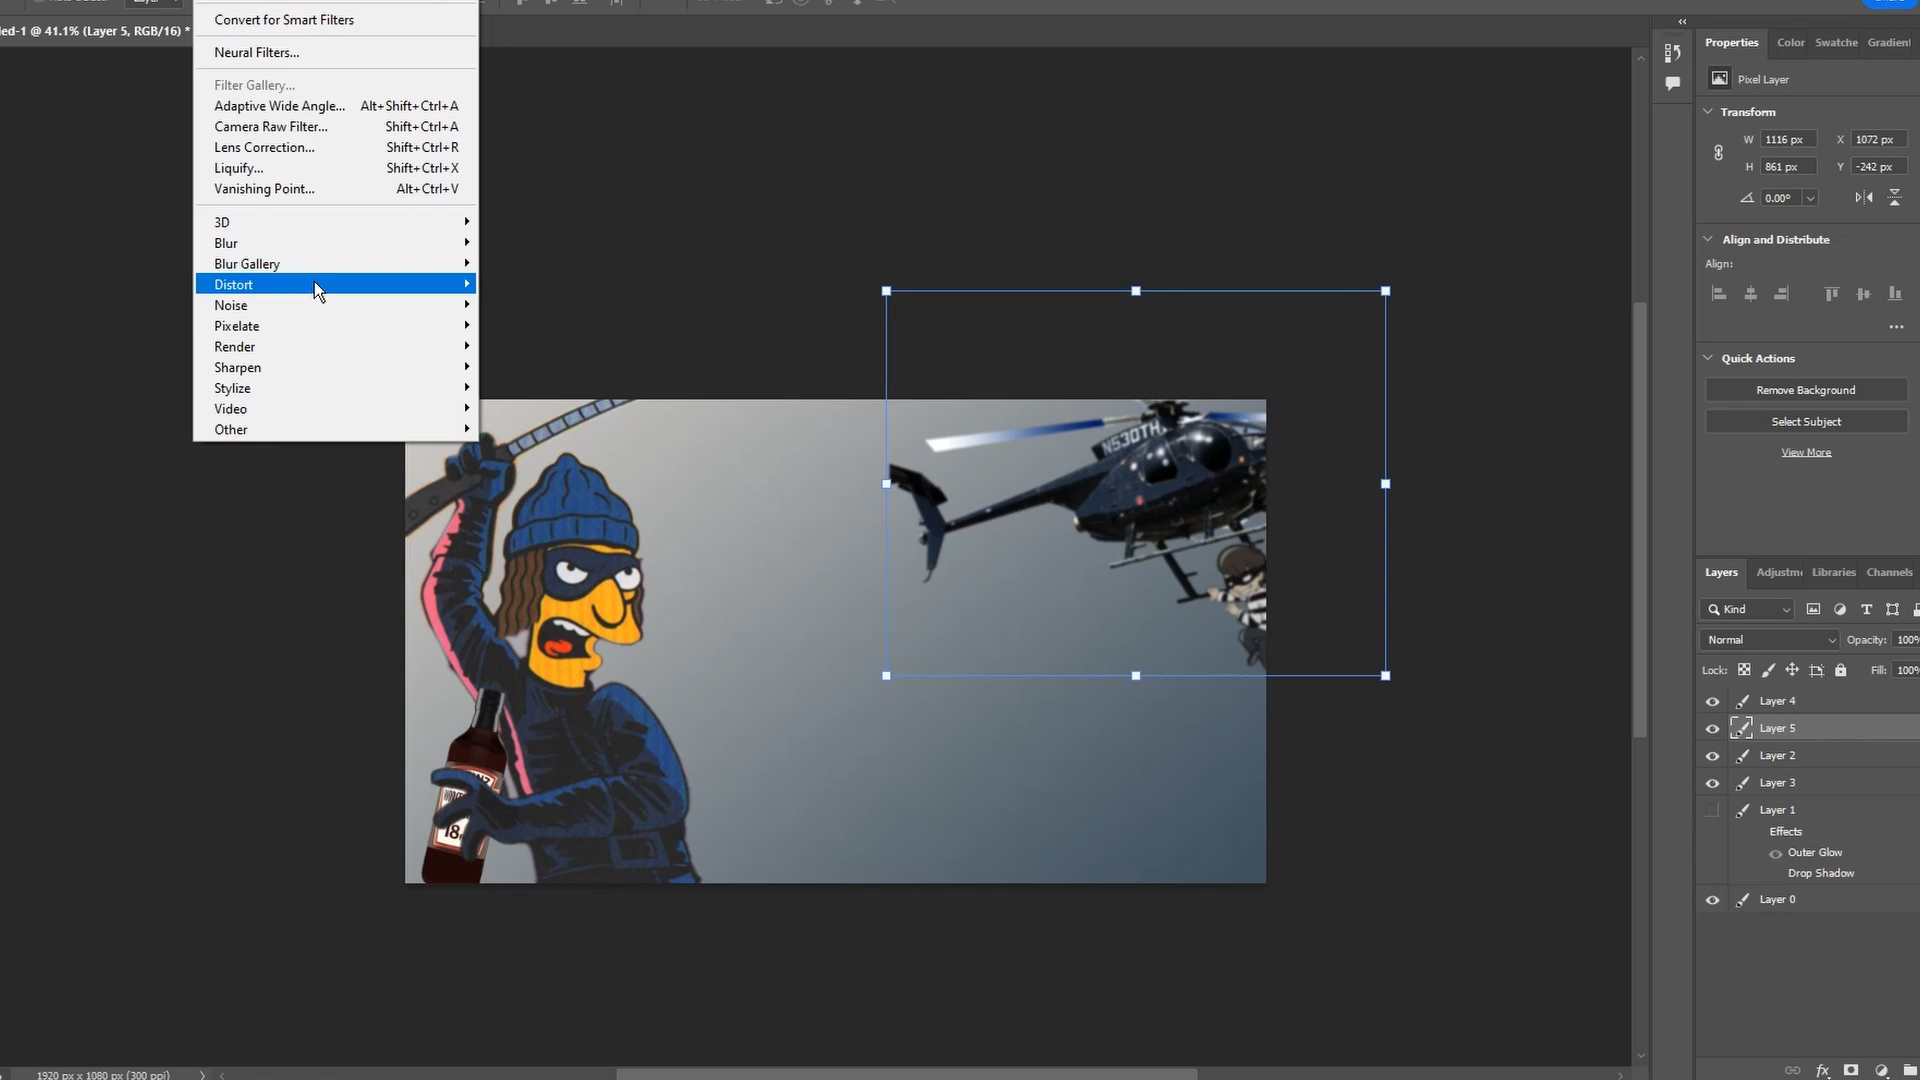 Convert for Smart Filters
led-1 @ 41.1% (Layer 5, RGB/16) *
Neural Filters...
Filter Gallery...
Adaptive Wide Angle... Alt+Shift+Ctrl+A
Camera Raw Filter... Shift+Ctrl+A
Lens Correction... Shift+Ctrl+R
Liquify... Shift+Ctrl+X
Vanishing Point... Alt+Ctrl+V
3D
Blur
Blur Gallery
Distort
Noise
Pixelate
Render
Sharpen
Stylize
Video
Other
N530TH
18
Properties Color Swatche Gradient
Pixel Layer
Transform
W 1116 px X 1072 px
H 861 px Y -242 px
0.00°
Align and Distribute
Align:
Quick Actions
Remove Background
Select Subject
View More
Layers Adjustme Libraries Channels
Kind
Normal Opacity: 100%
Lock: Fill: 100%
Layer 4
Layer 5
Layer 2
Layer 3
Layer 1
Effects
Outer Glow
Drop Shadow
Layer 0
fx
1920 px x 1080 px (300 ppi)